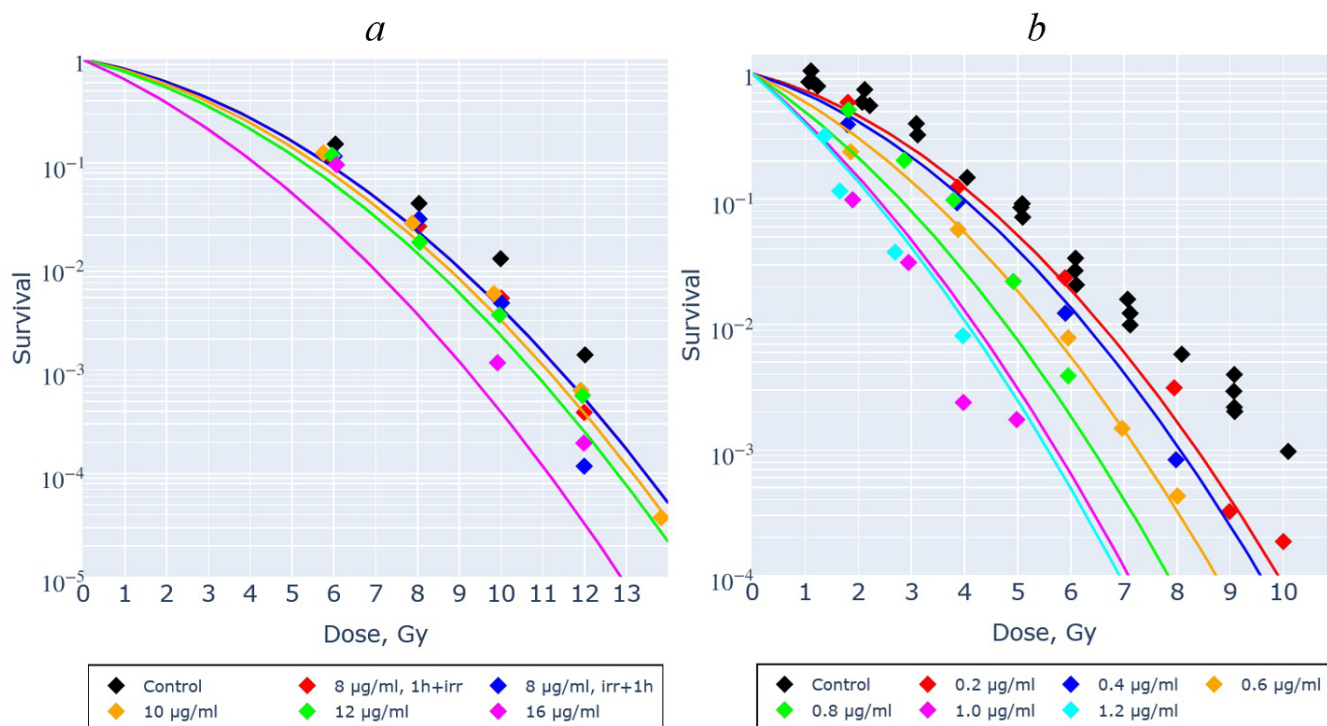 a
b
1
10⁻¹
10⁻²
10⁻³
10⁻⁴
10⁻⁵
Survival
0 1 2 3 4 5 6 7 8 9 10 11 12 13
Dose, Gy
Control 8 µg/ml, 1h+irr 8 µg/ml, irr+1h
10 µg/ml 12 µg/ml 16 µg/ml
1
10⁻¹
10⁻²
10⁻³
10⁻⁴
Survival
0 1 2 3 4 5 6 7 8 9 10
Dose, Gy
Control 0.2 µg/ml 0.4 µg/ml 0.6 µg/ml
0.8 µg/ml 1.0 µg/ml 1.2 µg/ml